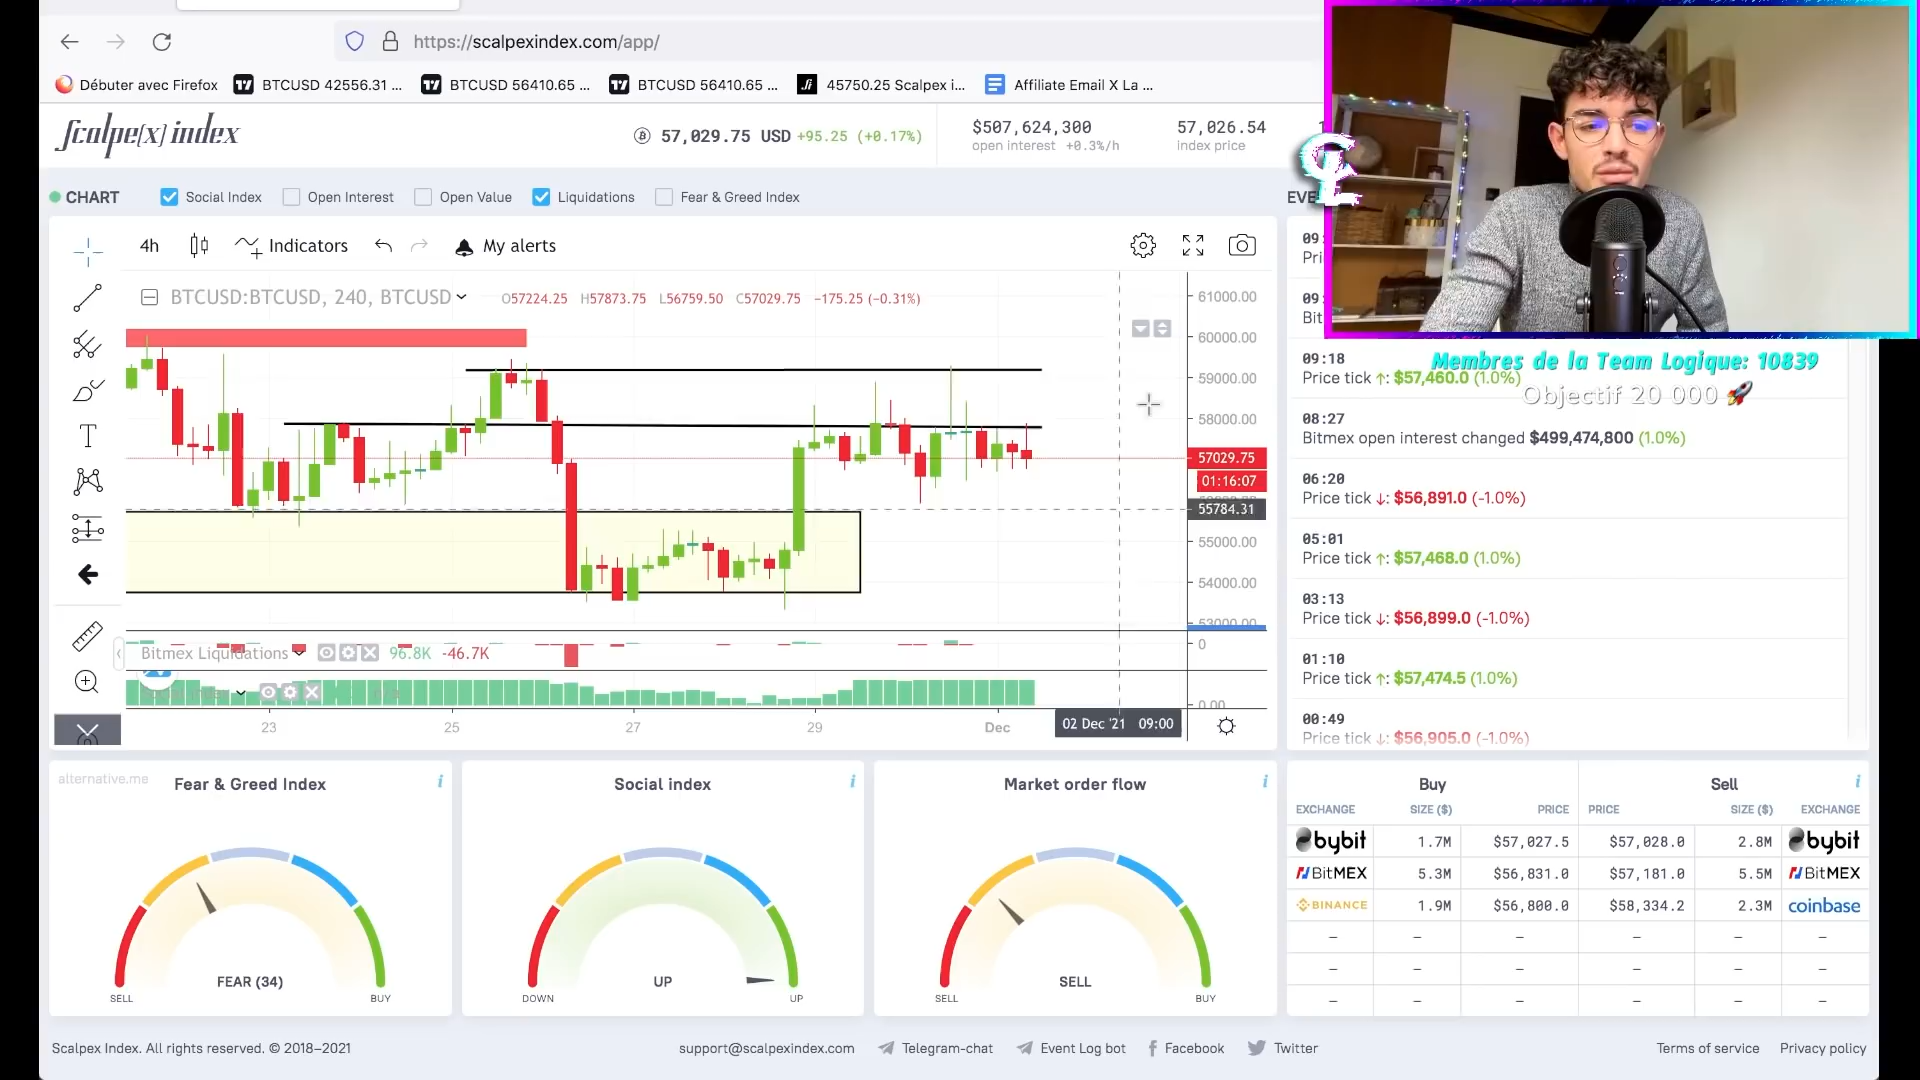 https://scalpexindex.com/app/
Débuter avec Firefox
BTCUSD 42556.31 ...
BTCUSD 56410.65 ...
BTCUSD 56410.65 ...
45750.25 Scalpex i...
Affiliate Email X La ...
Scalpe[x] index
57,029.75 USD +95.25 (+0.17%)
$507,624,300
open interest +0.3%/h
57,026.54
index price
CHART
Social Index
Open Interest
Open Value
Liquidations
Fear & Greed Index
4h
Indicators
My alerts
BTCUSD:BTCUSD, 240, BTCUSD
O57224.25 H57873.75 L56759.50 C57029.75 -175.25 (-0.31%)
61000.00
60000.00
59000.00
58000.00
57029.75
01:16:07
55784.31
55000.00
54000.00
53000.00
Bitmex Liquidations
96.8K -46.7K
0
0.00
23
25
27
29
Dec
02 Dec '21 09:00
09:18
Price tick ↑: $57,460.0 (1.0%)
Membres de la Team Logique: 10839
Objectif 20 000 🚀
08:27
Bitmex open interest changed $499,474,800 (1.0%)
06:20
Price tick ↓: $56,891.0 (-1.0%)
05:01
Price tick ↑: $57,468.0 (1.0%)
03:13
Price tick ↓: $56,899.0 (-1.0%)
01:10
Price tick ↑: $57,474.5 (1.0%)
00:49
Price tick ↓: $56,905.0 (-1.0%)
alternative.me
Fear & Greed Index
FEAR (34)
SELL
BUY
Social index
UP
DOWN
UP
Market order flow
SELL
SELL
BUY
Buy
Sell
EXCHANGE SIZE ($) PRICE PRICE SIZE ($) EXCHANGE
bybit 1.7M $57,027.5 $57,028.0 2.8M bybit
BitMEX 5.3M $56,831.0 $57,181.0 5.5M BitMEX
BINANCE 1.9M $56,800.0 $58,334.2 2.3M coinbase
– – – – – –
– – – – – –
– – – – – –
Scalpex Index. All rights reserved. © 2018–2021
support@scalpexindex.com
Telegram-chat
Event Log bot
Facebook
Twitter
Terms of service
Privacy policy